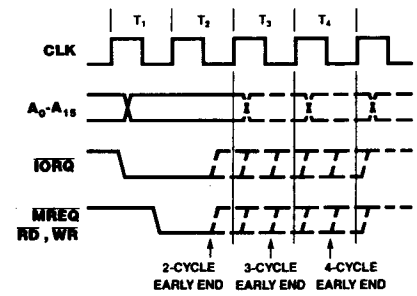 T1 T2 T3 T4
CLK
A0-A15
IORQ
MREQ
RD , WR
2-CYCLE EARLY END
3-CYCLE EARLY END
4-CYCLE EARLY END